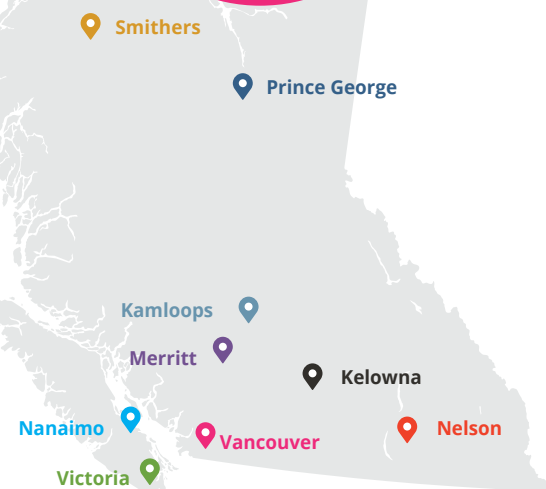 Smithers
Prince George
Kamloops
Merritt
Kelowna
Nanaimo
Nelson
Vancouver
Victoria